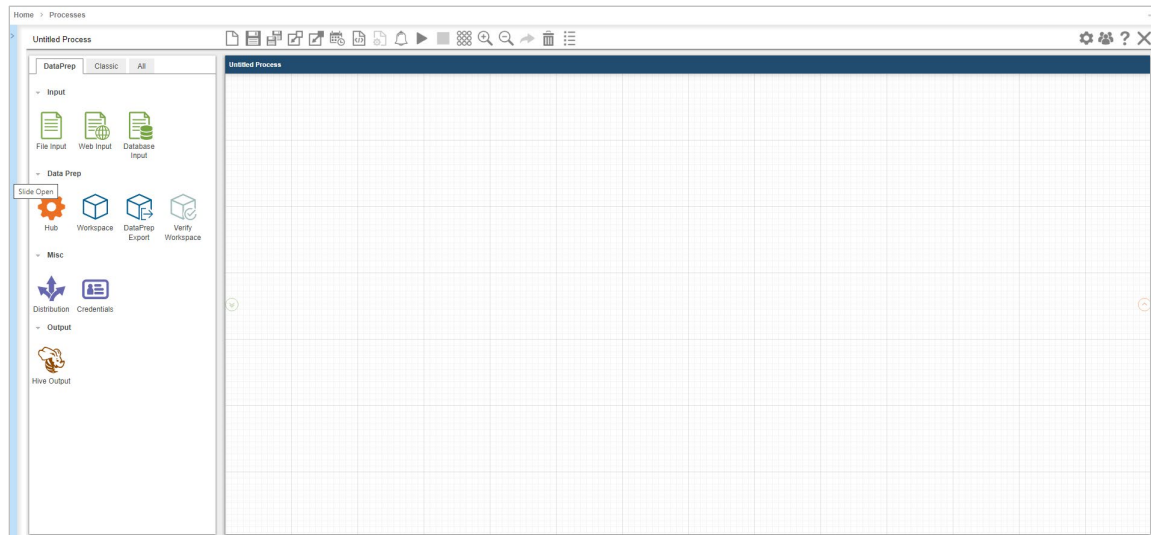 Home > Processes
Untitled Process
DataPrep Classic All
Untitled Process
Input
File Input Web Input Database
Input
Data Prep
Slide Open
Hub Workspace DataPrep Verify
Export Workspace
Misc
Distribution Credentials
Output
Hive Output